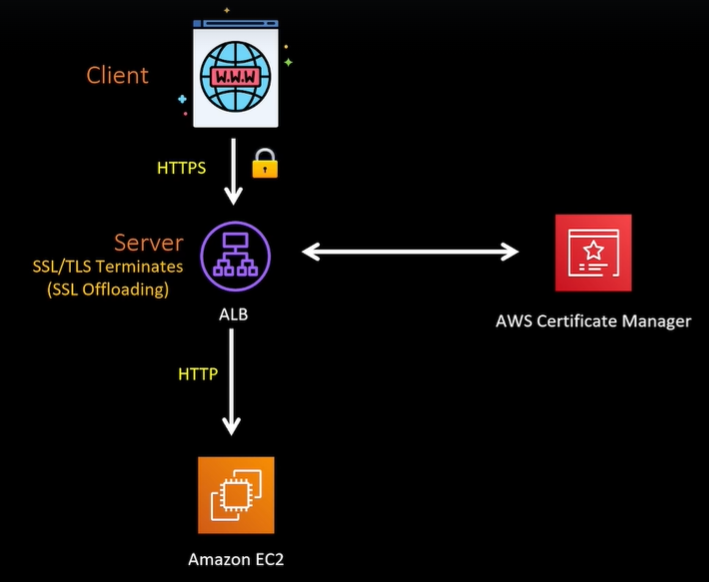 W.W.W
Client
HTTPS
Server
SSL/TLS Terminates
(SSL Offloading)
ALB
AWS Certificate Manager
HTTP
Amazon EC2